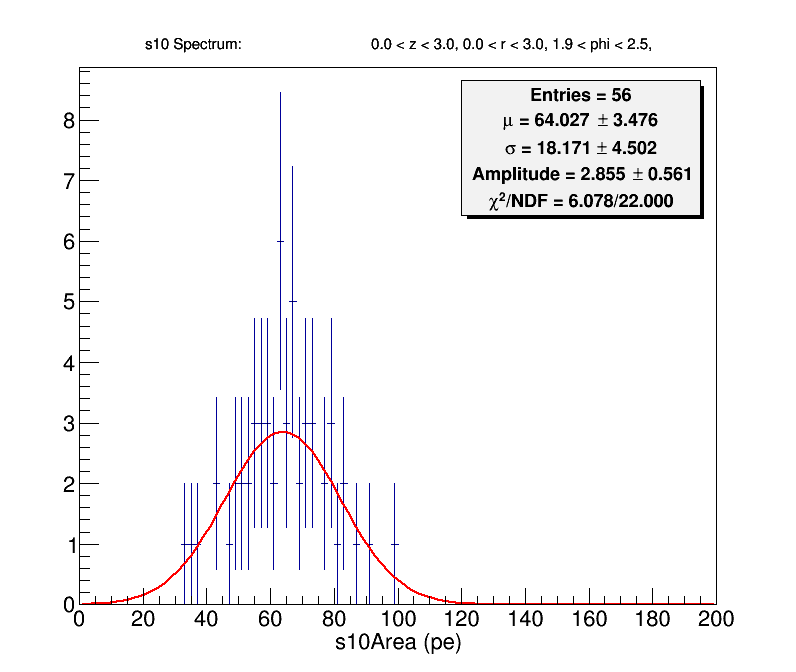 s10 Spectrum: 0.0 < z < 3.0, 0.0 < r < 3.0, 1.9 < phi < 2.5,
Entries = 56
μ = 64.027 ± 3.476
σ = 18.171 ± 4.502
Amplitude = 2.855 ± 0.561
χ²/NDF = 6.078/22.000
8
7
6
5
4
3
2
1
0
0 20 40 60 80 100 120 140 160 180 200
s10Area (pe)